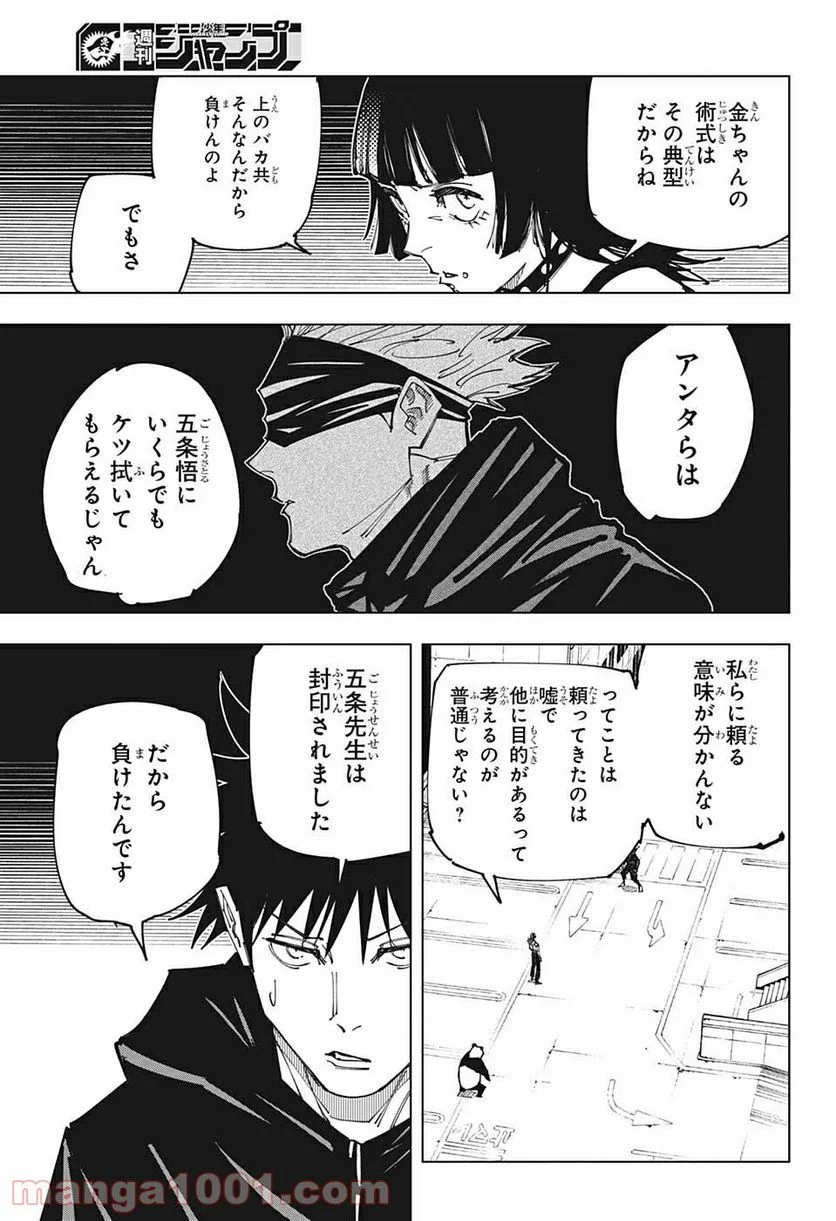 週刊
少年
ジャンプ
金ちゃんの
術式は
その典型
だからね
上のバカ共
そんなんだから
負けんのよ
でもさ
アンタらは
五条悟に
いくらでも
ケツ拭いて
もらえるじゃん
私らに頼る
意味が分かんない
ってことは
頼ってきたのは
嘘で
他に目的があるって
考えるのが
普通じゃない？
五条先生は
封印されました
だから
負けたんです
manga1001.com